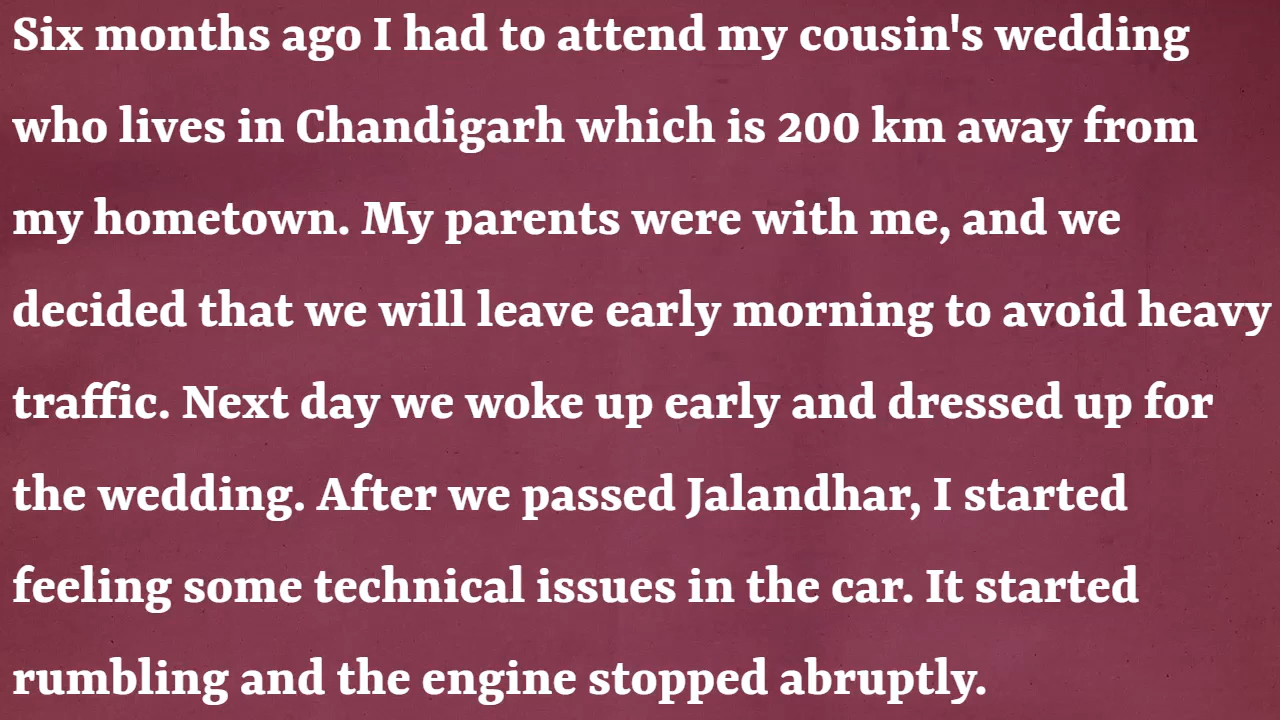 Six months ago I had to attend my cousin's wedding
who lives in Chandigarh which is 200 km away from
my hometown. My parents were with me, and we
decided that we will leave early morning to avoid heavy
traffic. Next day we woke up early and dressed up for
the wedding. After we passed Jalandhar, I started
feeling some technical issues in the car. It started
rumbling and the engine stopped abruptly.